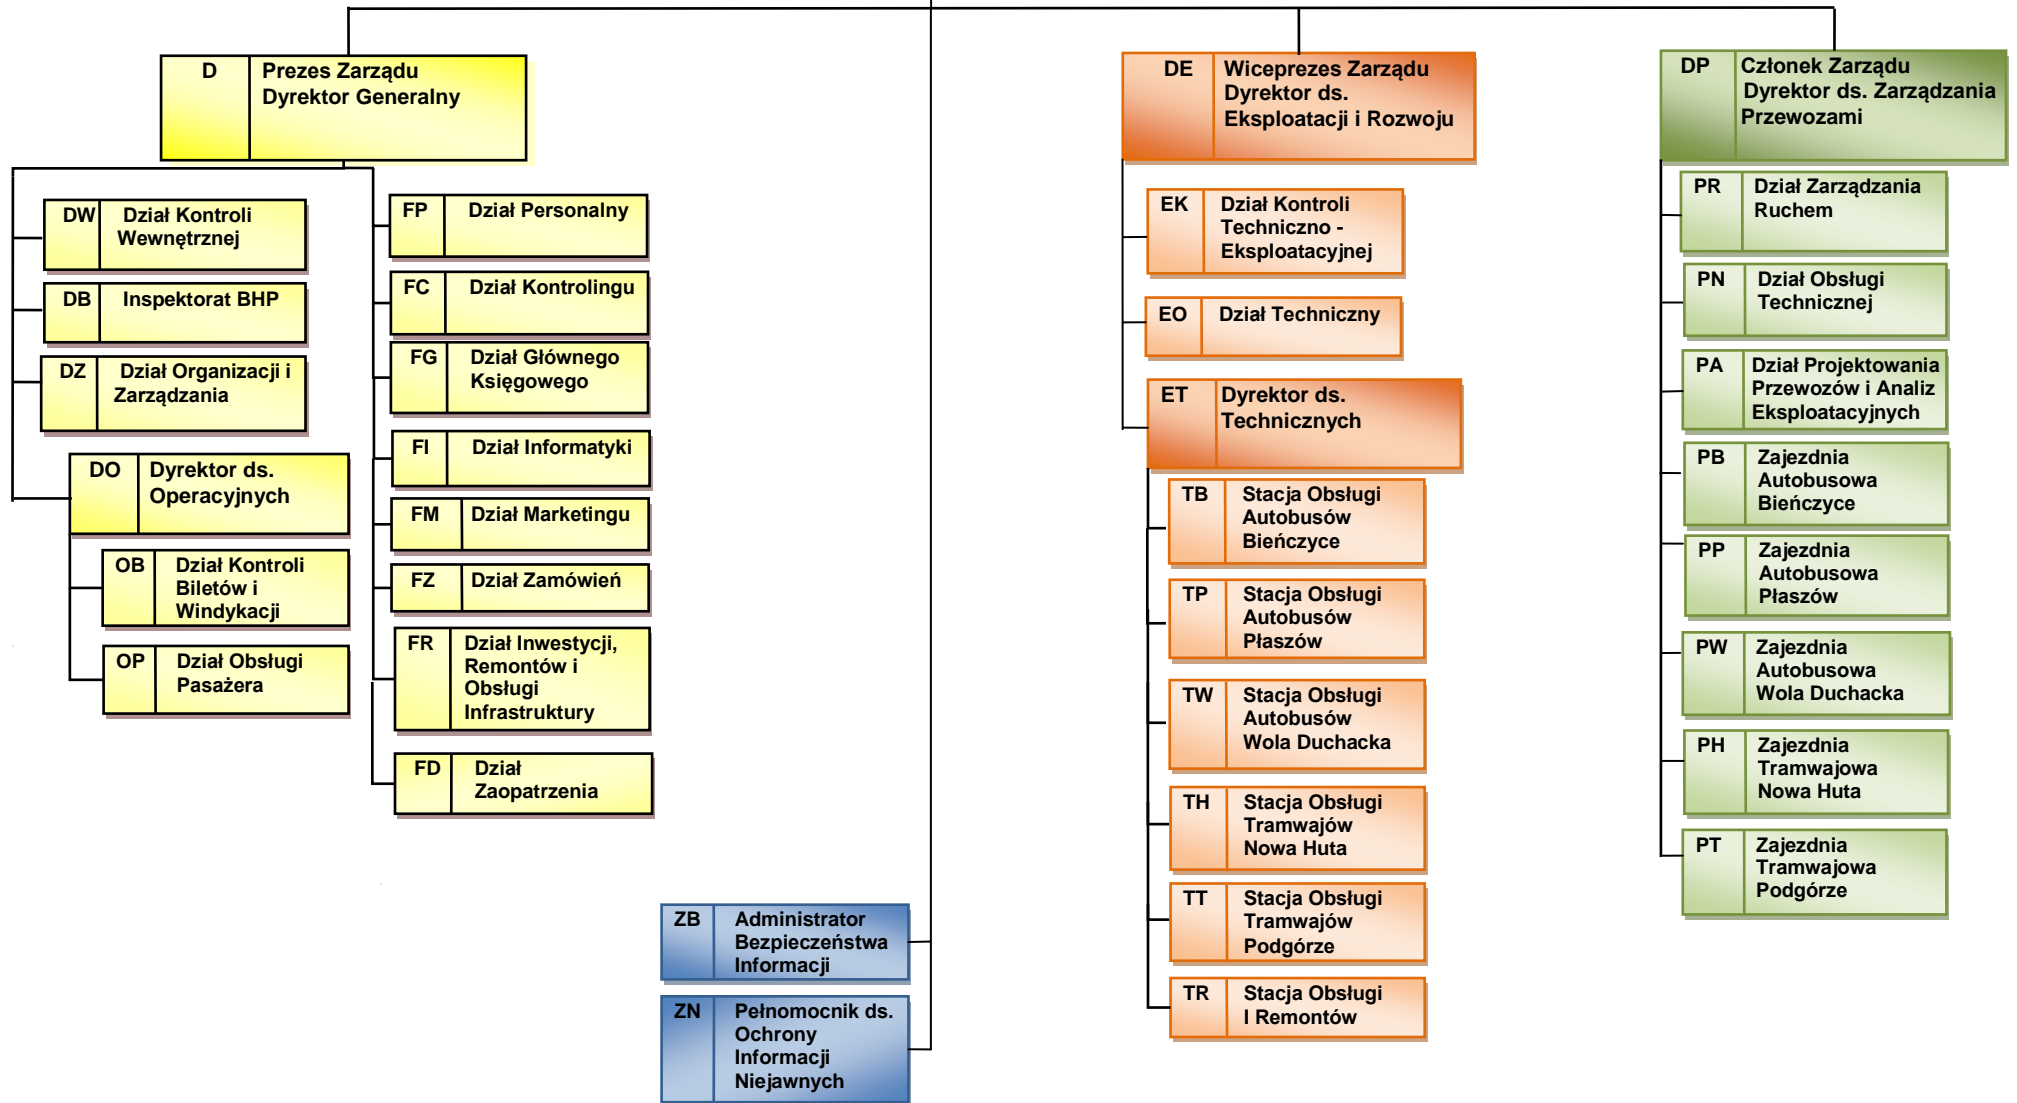 D
Prezes Zarządu
Dyrektor Generalny
DW
Dział Kontroli
Wewnętrznej
DB
Inspektorat BHP
DZ
Dział Organizacji i
Zarządzania
DO
Dyrektor ds.
Operacyjnych
OB
Dział Kontroli
Biletów i
Windykacji
OP
Dział Obsługi
Pasażera
FP
Dział Personalny
FC
Dział Kontrolingu
FG
Dział Głównego
Księgowego
FI
Dział Informatyki
FM
Dział Marketingu
FZ
Dział Zamówień
FR
Dział Inwestycji,
Remontów i
Obsługi
Infrastruktury
FD
Dział
Zaopatrzenia
ZB
Administrator
Bezpieczeństwa
Informacji
ZN
Pełnomocnik ds.
Ochrony
Informacji
Niejawnych
DE
Wiceprezes Zarządu
Dyrektor ds.
Eksploatacji i Rozwoju
EK
Dział Kontroli
Techniczno -
Eksploatacyjnej
EO
Dział Techniczny
ET
Dyrektor ds.
Technicznych
TB
Stacja Obsługi
Autobusów
Bieńczyce
TP
Stacja Obsługi
Autobusów
Płaszów
TW
Stacja Obsługi
Autobusów
Wola Duchacka
TH
Stacja Obsługi
Tramwajów
Nowa Huta
TT
Stacja Obsługi
Tramwajów
Podgórze
TR
Stacja Obsługi
I Remontów
DP
Członek Zarządu
Dyrektor ds. Zarządzania
Przewozami
PR
Dział Zarządzania
Ruchem
PN
Dział Obsługi
Technicznej
PA
Dział Projektowania
Przewozów i Analiz
Eksploatacyjnych
PB
Zajezdnia
Autobusowa
Bieńczyce
PP
Zajezdnia
Autobusowa
Płaszów
PW
Zajezdnia
Autobusowa
Wola Duchacka
PH
Zajezdnia
Tramwajowa
Nowa Huta
PT
Zajezdnia
Tramwajowa
Podgórze